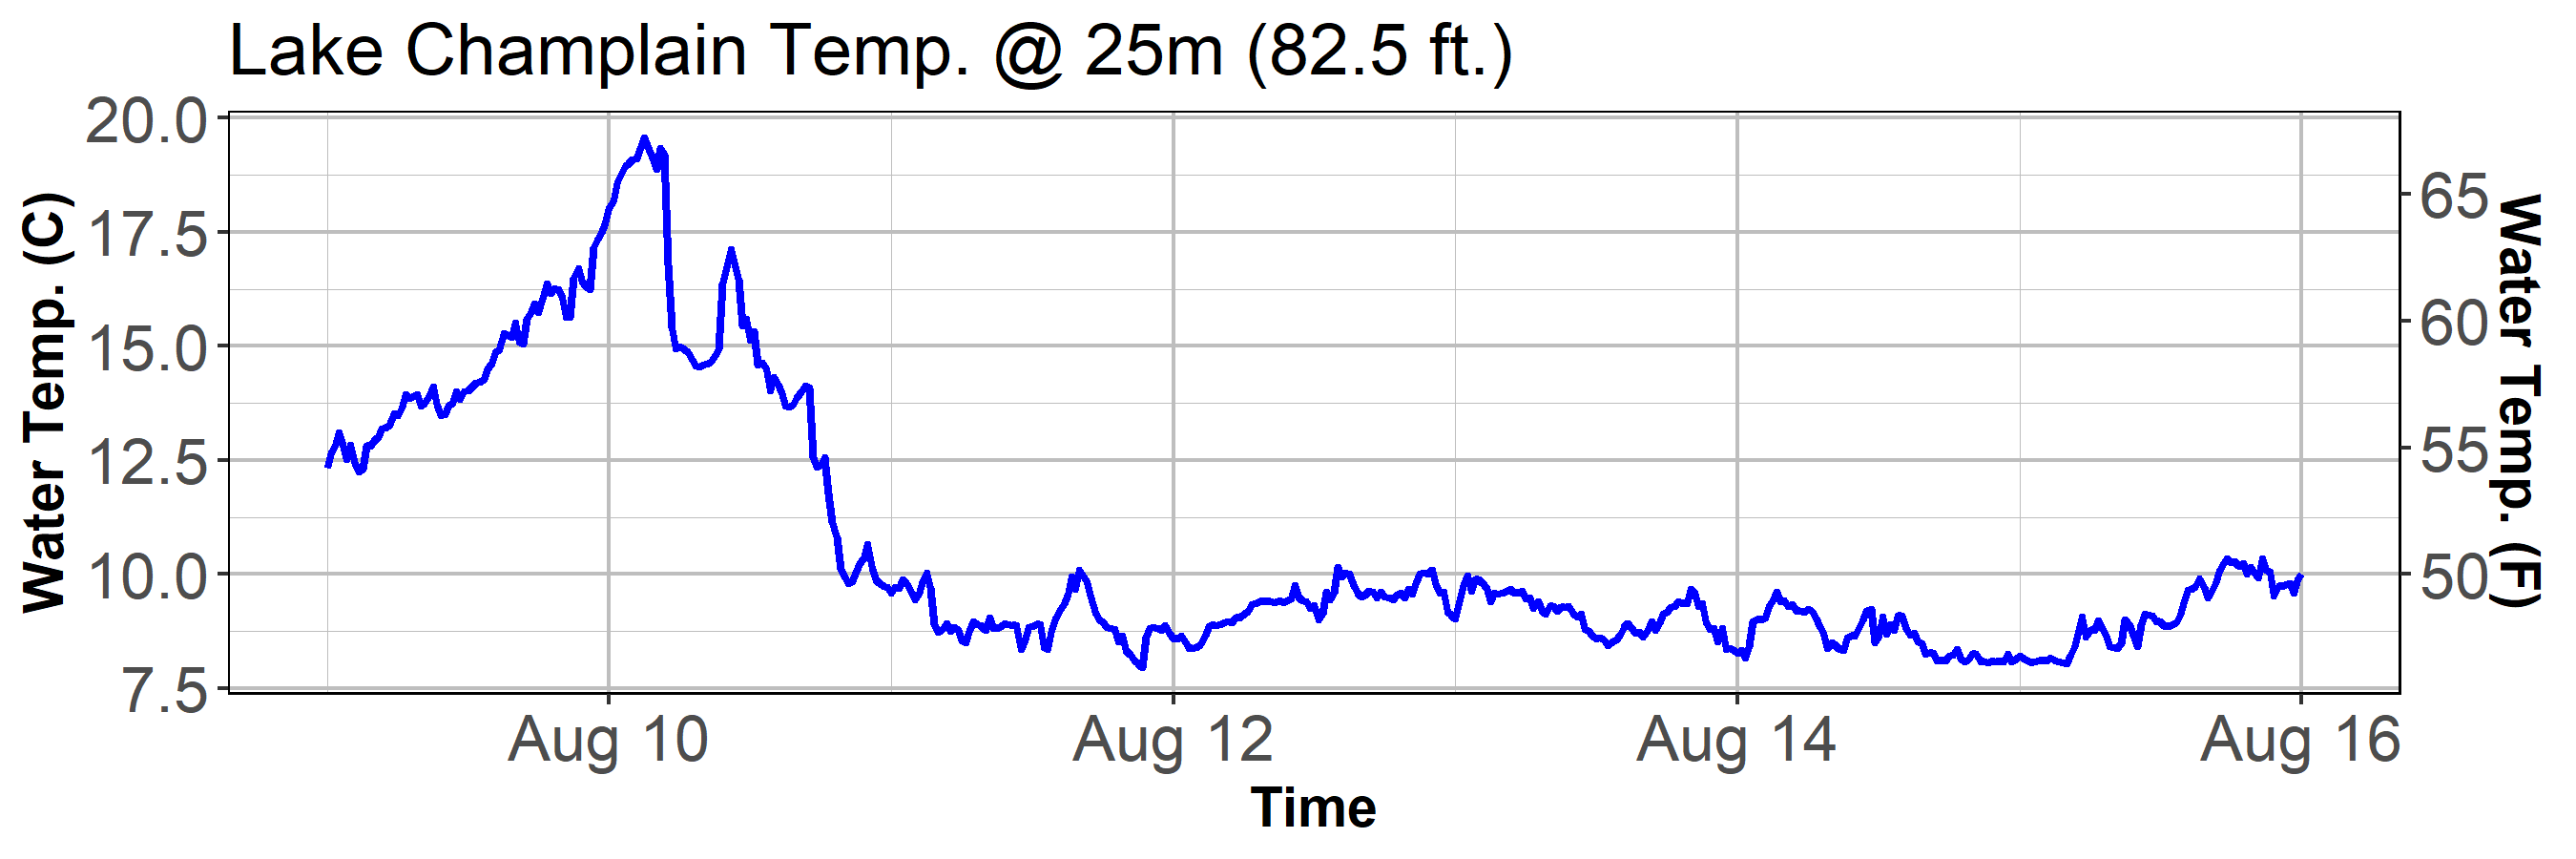 Lake Champlain Temp. @ 25m (82.5 ft.)
20.0
17.5
15.0
12.5
10.0
7.5
Water Temp. (C)
65
60
55
50
Water Temp. (F)
Aug 10
Aug 12
Aug 14
Aug 16
Time